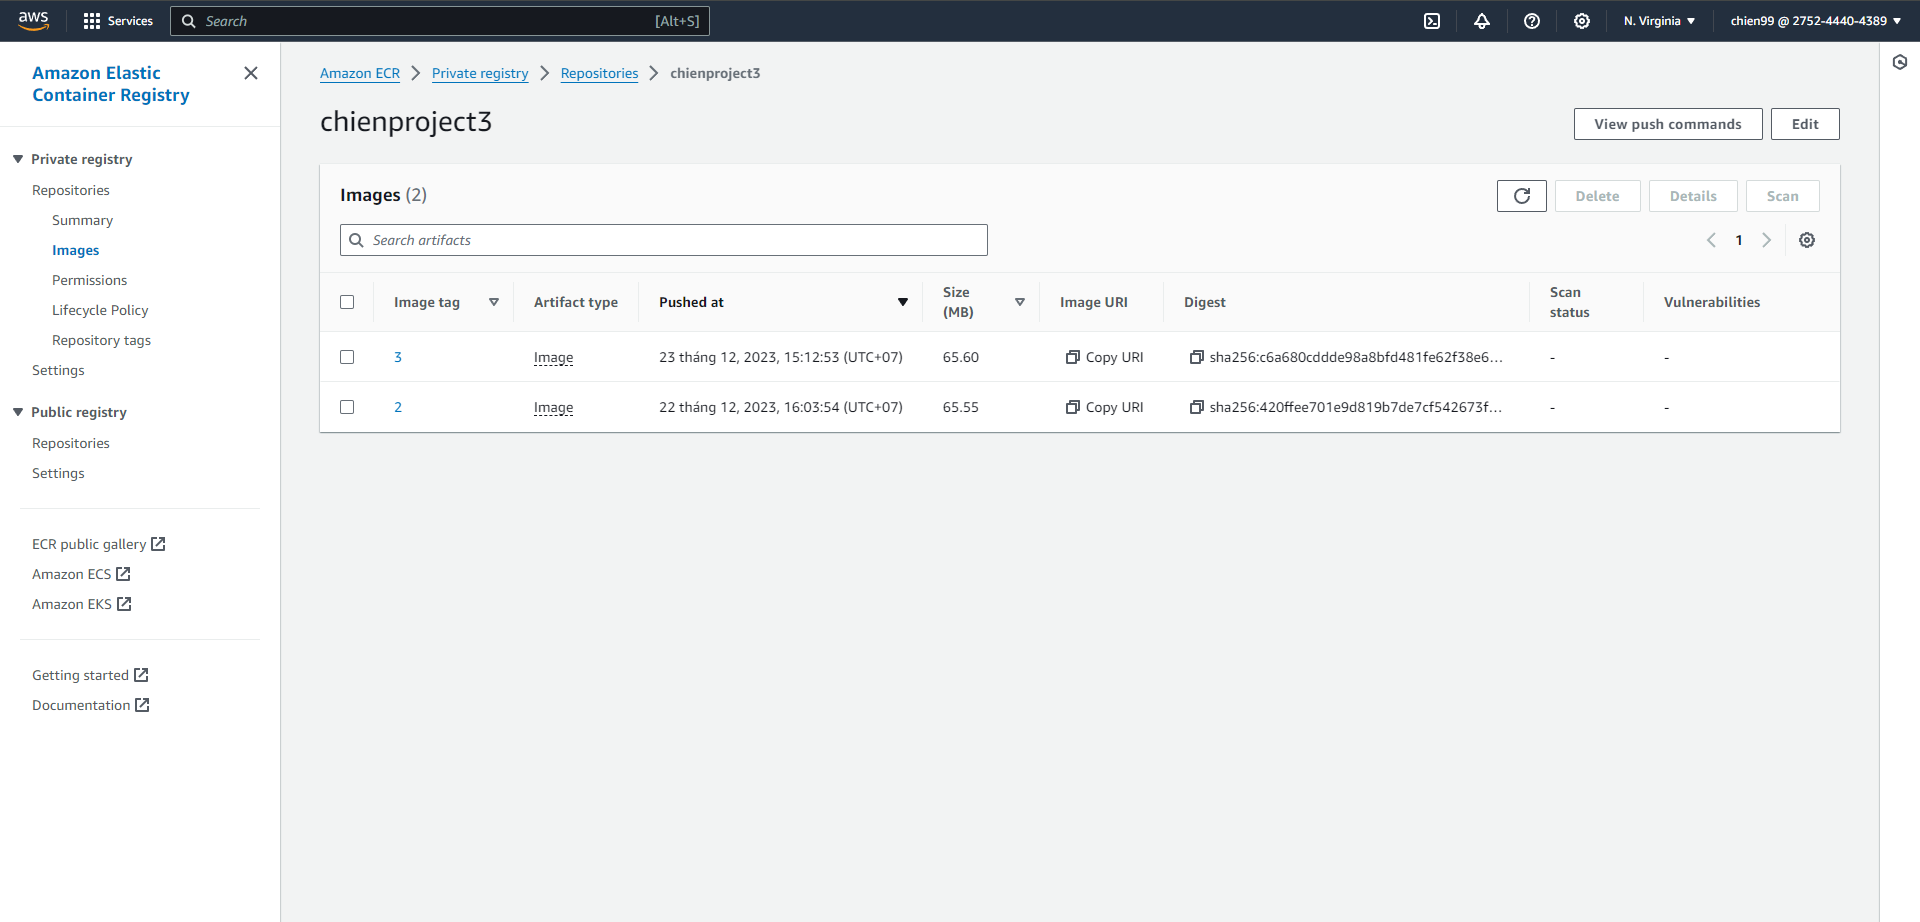 aws
Services
Search
[Alt+S]
N. Virginia
chien99 @ 2752-4440-4389
Amazon Elastic
Container Registry
Private registry
Repositories
Summary
Images
Permissions
Lifecycle Policy
Repository tags
Settings
Public registry
Repositories
Settings
ECR public gallery
Amazon ECS
Amazon EKS
Getting started
Documentation
Amazon ECR
Private registry
Repositories
chienproject3
chienproject3
View push commands
Edit
Images (2)
Delete
Details
Scan
Search artifacts
1
Image tag
Artifact type
Pushed at
Size
(MB)
Image URI
Digest
Scan
status
Vulnerabilities
3 Image 23 tháng 12, 2023, 15:12:53 (UTC+07) 65.60 Copy URI sha256:c6a680cddde98a8bfd481fe62f38e6... - -
2 Image 22 tháng 12, 2023, 16:03:54 (UTC+07) 65.55 Copy URI sha256:420ffee701e9d819b7de7cf542673f... - -